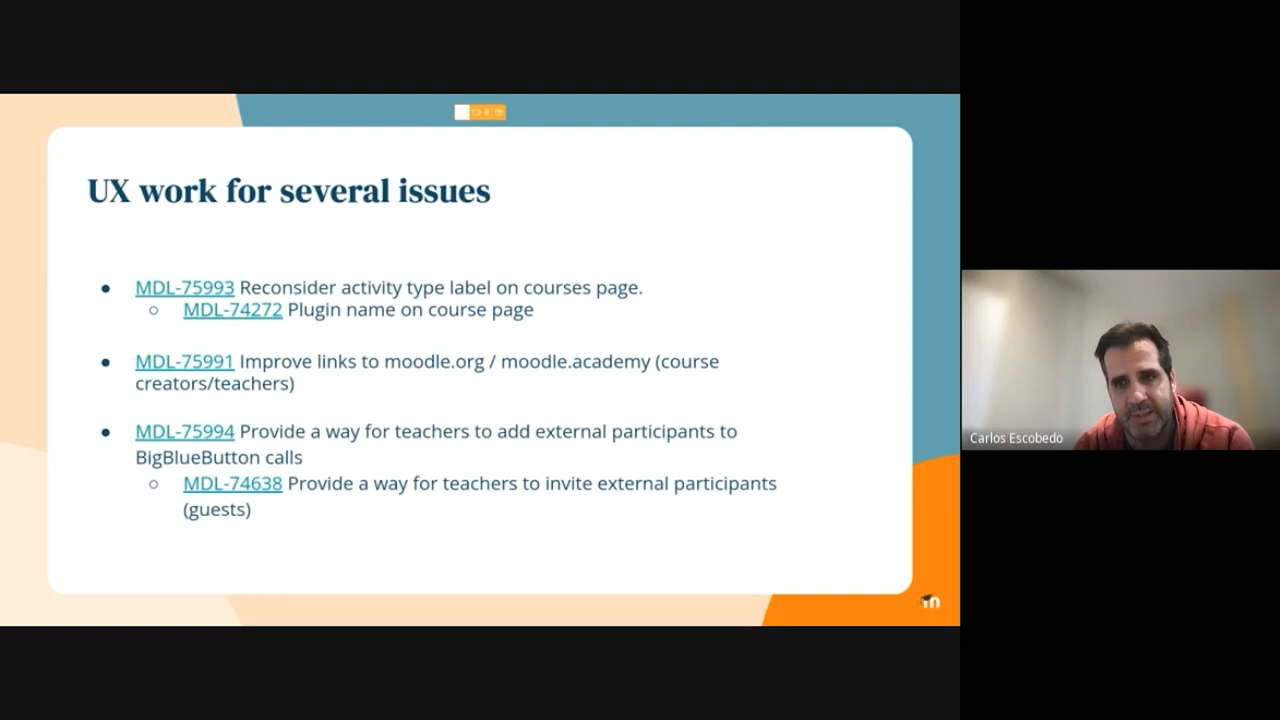 UX work for several issues
● MDL-75993 Reconsider activity type label on courses page.
○ MDL-74272 Plugin name on course page
● MDL-75991 Improve links to moodle.org / moodle.academy (course
creators/teachers)
● MDL-75994 Provide a way for teachers to add external participants to
BigBlueButton calls
○ MDL-74638 Provide a way for teachers to invite external participants
(guests)
Carlos Escobedo
m